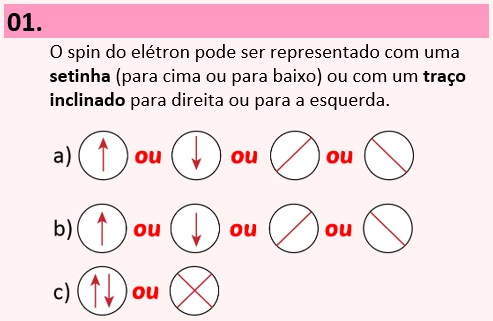 01.
O spin do elétron pode ser representado com uma
setinha (para cima ou para baixo) ou com um traço
inclinado para direita ou para a esquerda.
a) ou ou ou
b) ou ou ou
c) ou